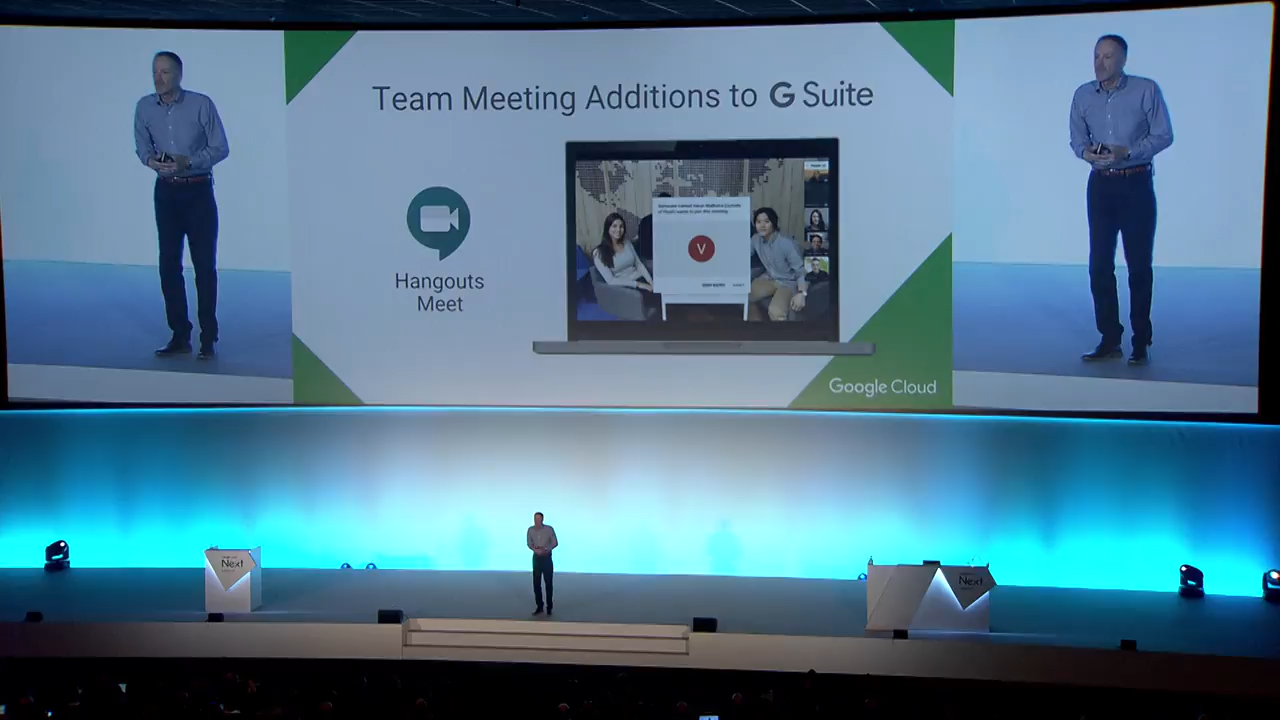 Team Meeting Additions to G Suite
Hangouts
Meet
V
Google Cloud
Next
Next